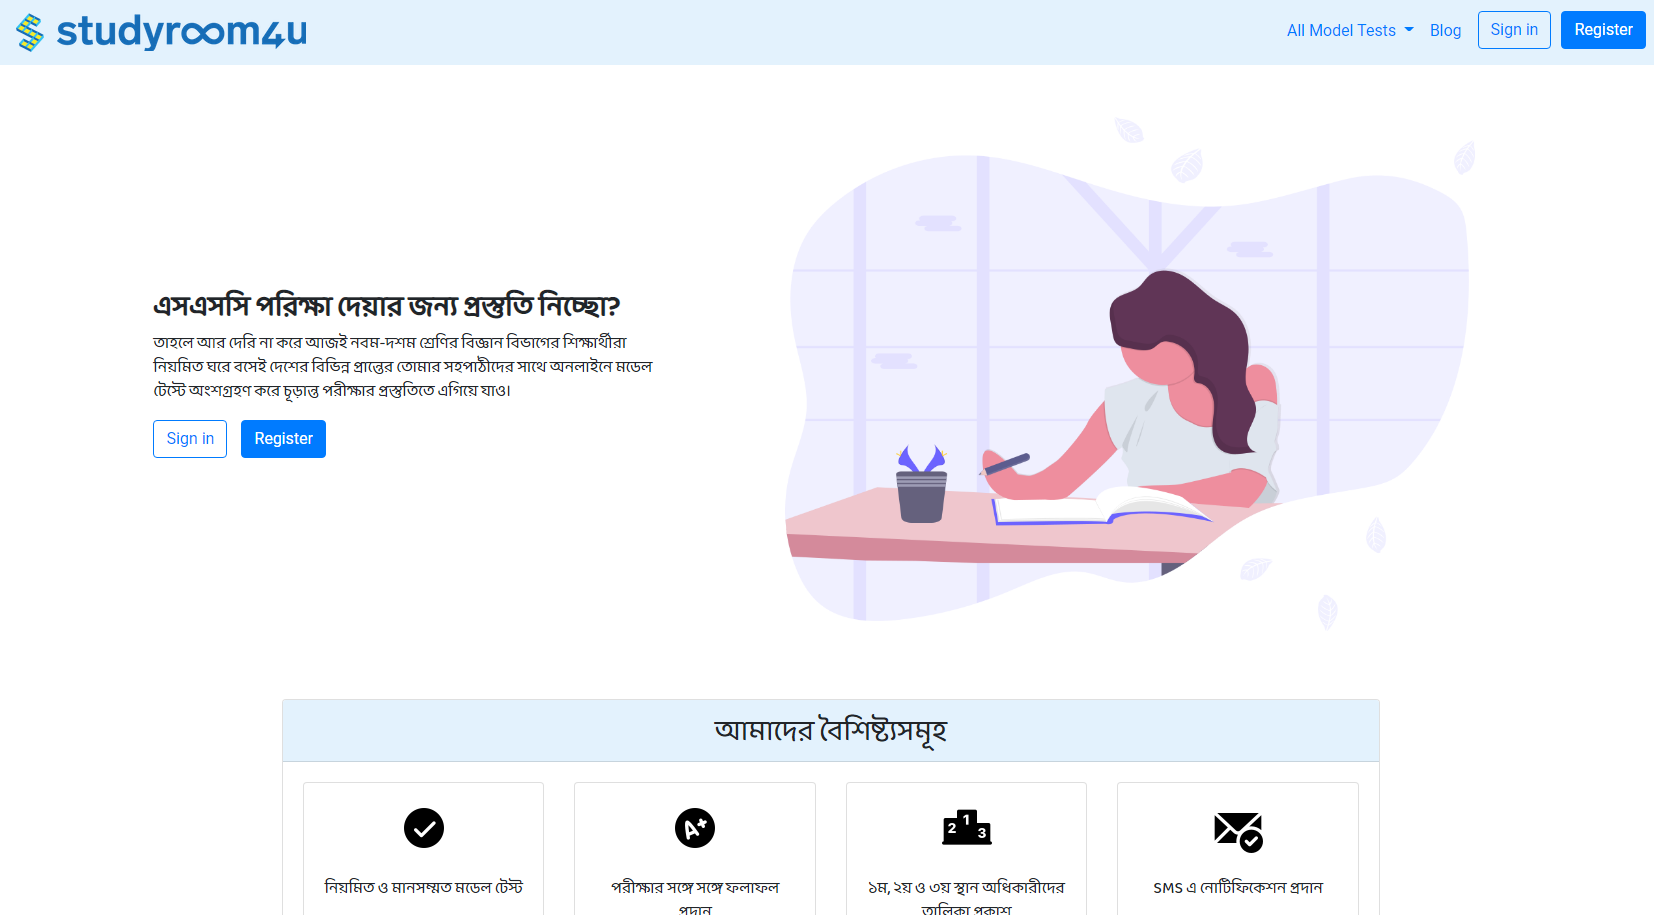 studyroom4u
All Model Tests Blog Sign in Register
এসএসসি পরিক্ষা দেয়ার জন্য প্রস্তুতি নিচ্ছো?
তাহলে আর দেরি না করে আজই নবম-দশম শ্রেণির বিজ্ঞান বিভাগের শিক্ষার্থীরা
নিয়মিত ঘরে বসেই দেশের বিভিন্ন প্রান্তের তোমার সহপাঠীদের সাথে অনলাইনে মডেল
টেস্টে অংশগ্রহণ করে চূড়ান্ত পরীক্ষার প্রস্তুতিতে এগিয়ে যাও।
Sign in Register
আমাদের বৈশিষ্ট্যসমূহ
A+
2 1 3
নিয়মিত ও মানসম্মত মডেল টেস্ট
পরীক্ষার সঙ্গে সঙ্গে ফলাফল
প্রদান
১ম, ২য় ও ৩য় স্থান অধিকারীদের
তালিকা প্রকাশ
SMS এ নোটিফিকেশন প্রদান